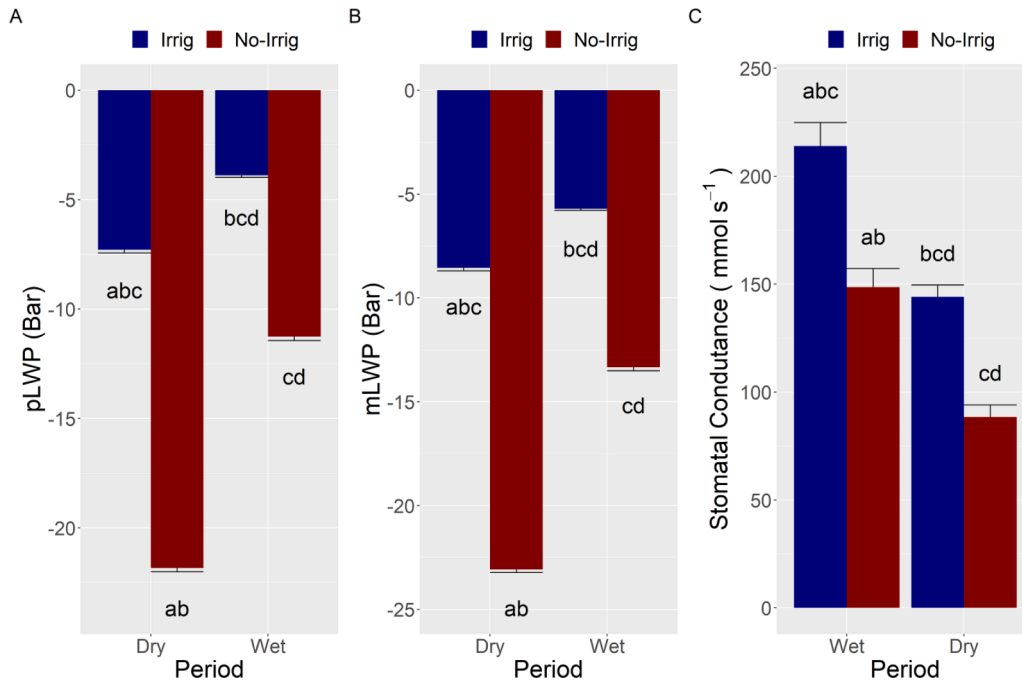 A
Irrig No-Irrig
0
-5
-10
-15
-20
pLWP (Bar)
abc
ab
bcd
cd
Dry Wet
Period
B
Irrig No-Irrig
0
-5
-10
-15
-20
-25
mLWP (Bar)
abc
ab
bcd
cd
Dry Wet
Period
C
Irrig No-Irrig
250
200
150
100
50
0
Stomatal Condutance ( mmol s⁻¹ )
abc
ab
bcd
cd
Wet Dry
Period